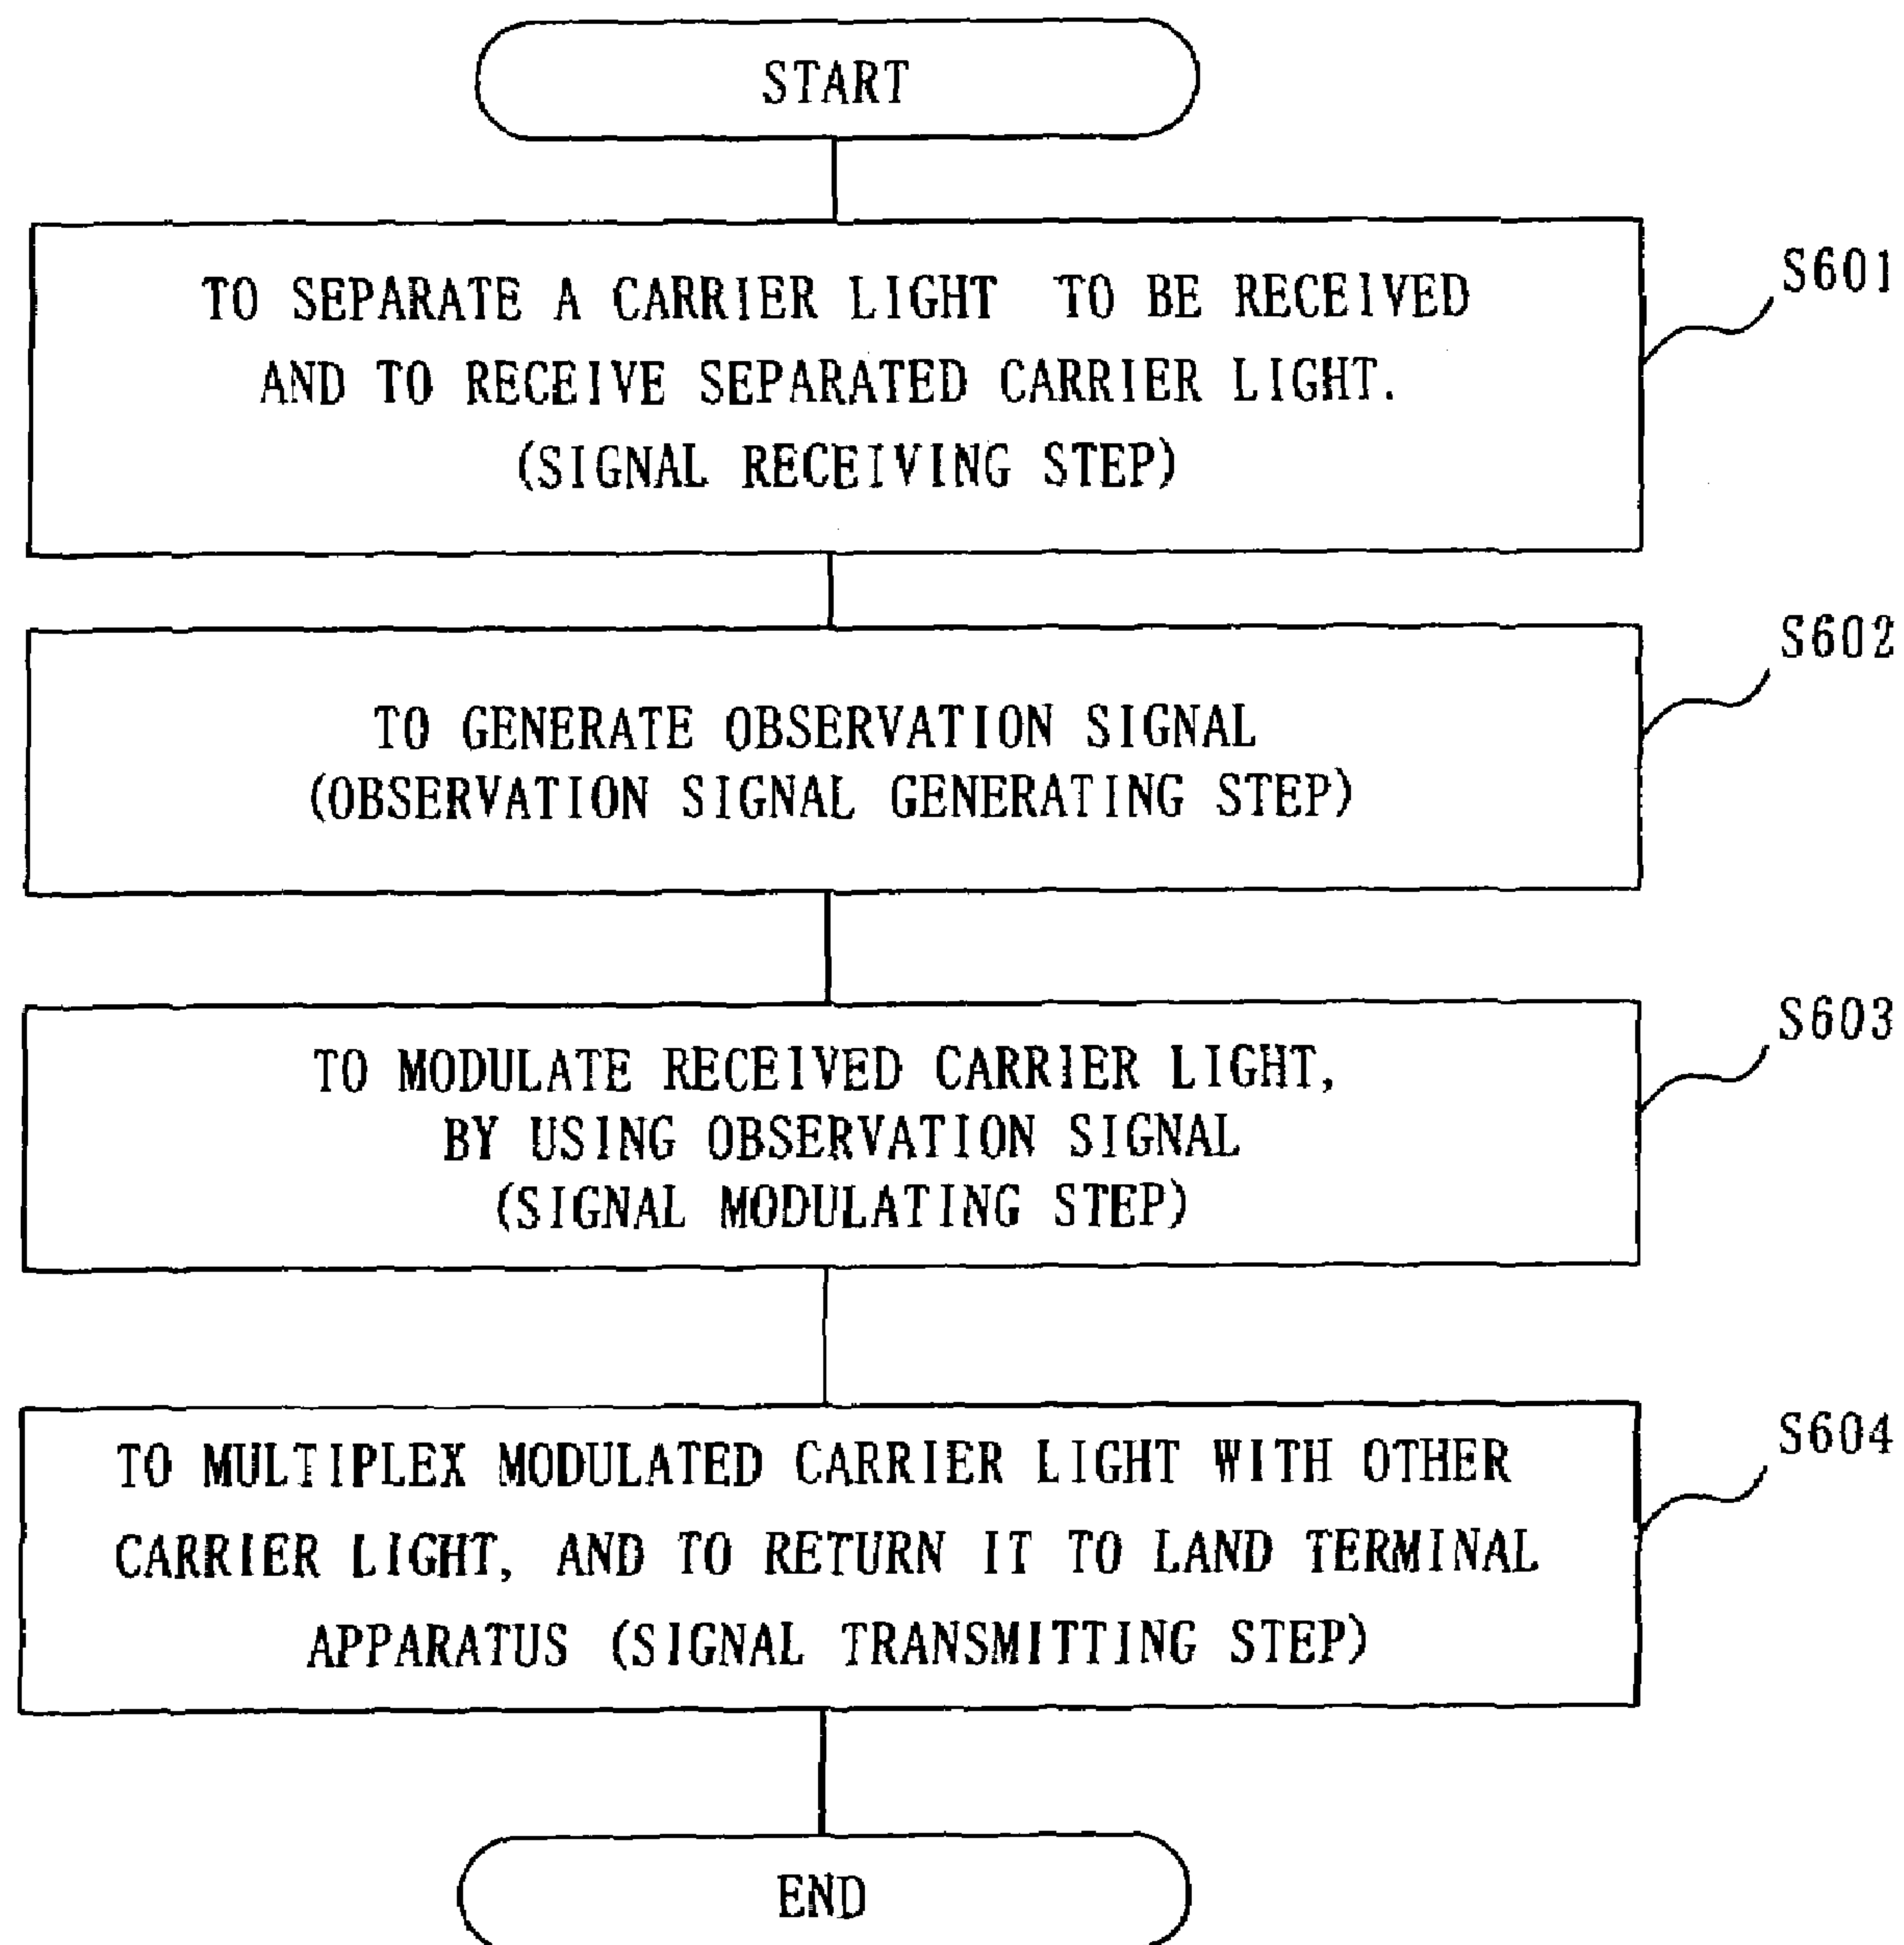 START
TO SEPARATE A CARRIER LIGHT TO BE RECEIVED
AND TO RECEIVE SEPARATED CARRIER LIGHT.
(SIGNAL RECEIVING STEP)
S601
TO GENERATE OBSERVATION SIGNAL
(OBSERVATION SIGNAL GENERATING STEP)
S602
TO MODULATE RECEIVED CARRIER LIGHT,
BY USING OBSERVATION SIGNAL
(SIGNAL MODULATING STEP)
S603
TO MULTIPLEX MODULATED CARRIER LIGHT WITH OTHER
CARRIER LIGHT, AND TO RETURN IT TO LAND TERMINAL
APPARATUS (SIGNAL TRANSMITTING STEP)
S604
END